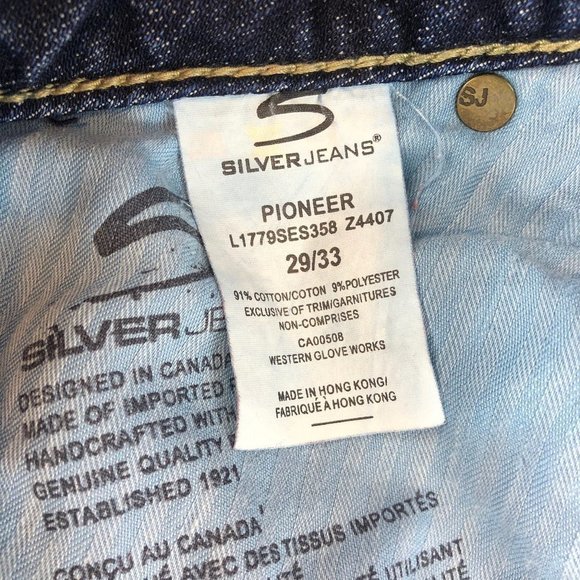 SJ
SILVER JEANS®
PIONEER
L1779SES358 Z4407
29/33
91% COTTON/COTON 9% POLYESTER
EXCLUSIVE OF TRIM/GARNITURES
NON-COMPRISES
CA00508
WESTERN GLOVE WORKS
MADE IN HONG KONG/
FABRIQUÉ À HONG KONG
SILVER JE
DESIGNED IN CANADA
MADE OF IMPORTED
HANDCRAFTED WITH
GENUINE QUALITY
ESTABLISHED 1921
CONÇU AU CANADA
AVEC DES TISSUS IMPORTÉS
UTILISANT